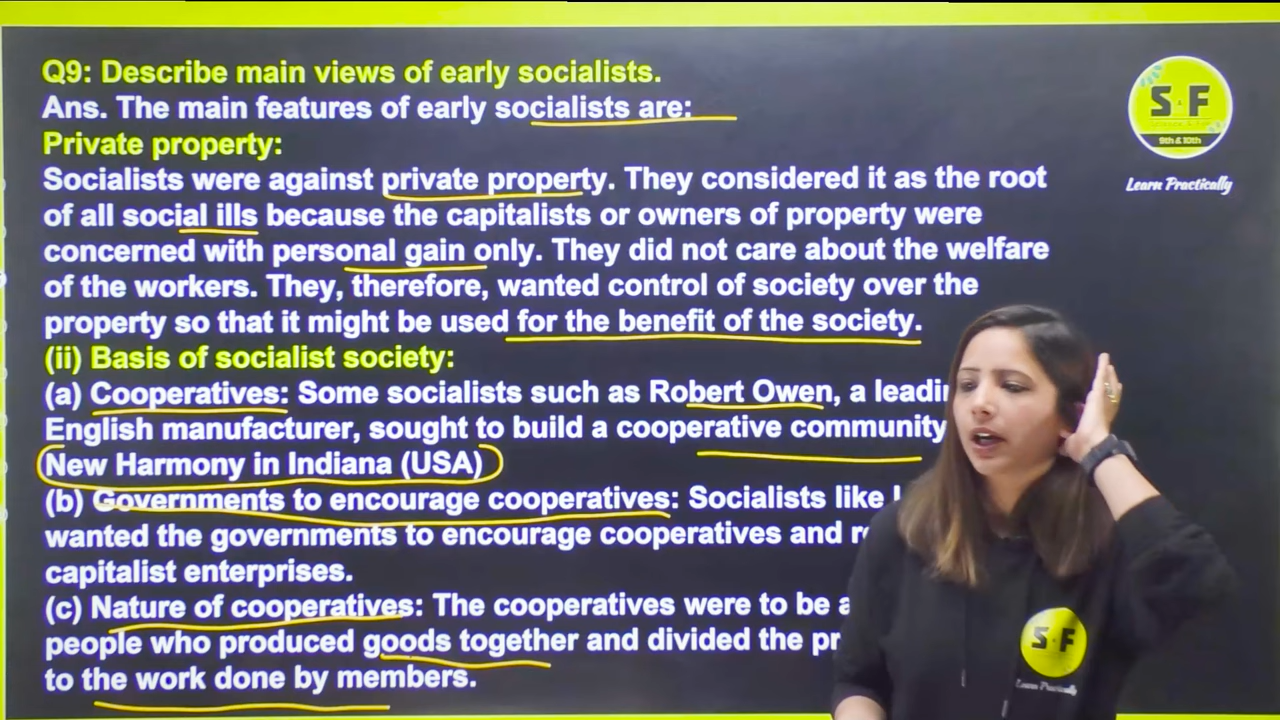 Q9: Describe main views of early socialists.
Ans. The main features of early socialists are:
Private property:
Socialists were against private property. They considered it as the root
of all social ills because the capitalists or owners of property were
concerned with personal gain only. They did not care about the welfare
of the workers. They, therefore, wanted control of society over the
property so that it might be used for the benefit of the society.
(ii) Basis of socialist society:
(a) Cooperatives: Some socialists such as Robert Owen, a
English manufacturer, sought to build a cooperative community
New Harmony in Indiana (USA)
(b) Governments to encourage cooperatives: Socialists like
wanted the governments to encourage cooperatives and
capitalist enterprises.
(c) Nature of cooperatives: The cooperatives were to be
people who produced goods together and divided the
to the work done by members.
S F
9th & 10th
Learn Practically
S F
Learn Practically